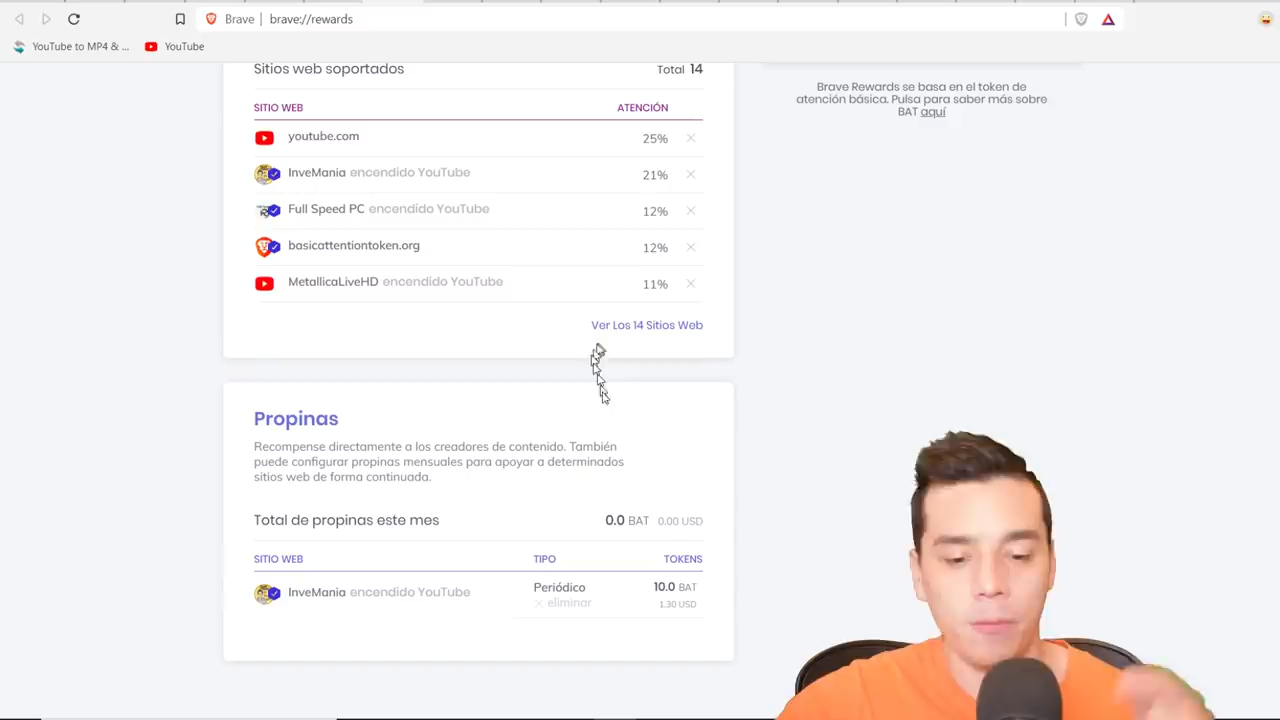 Brave brave://rewards
YouTube to MP4 & ... YouTube
Sitios web soportados Total 14
SITIO WEB ATENCIÓN
youtube.com 25%
InveMania encendido YouTube 21%
Full Speed PC encendido YouTube 12%
basicattentiontoken.org 12%
MetallicaLiveHD encendido YouTube 11%
Ver Los 14 Sitios Web
Brave Rewards se basa en el token de
atención básica. Pulsa para saber más sobre
BAT aquí
Propinas
Recompense directamente a los creadores de contenido. También
puede configurar propinas mensuales para apoyar a determinados
sitios web de forma continuada.
Total de propinas este mes 0.0 BAT 0.00 USD
SITIO WEB TIPO TOKENS
InveMania encendido YouTube Periódico 10.0 BAT
eliminar 1.30 USD